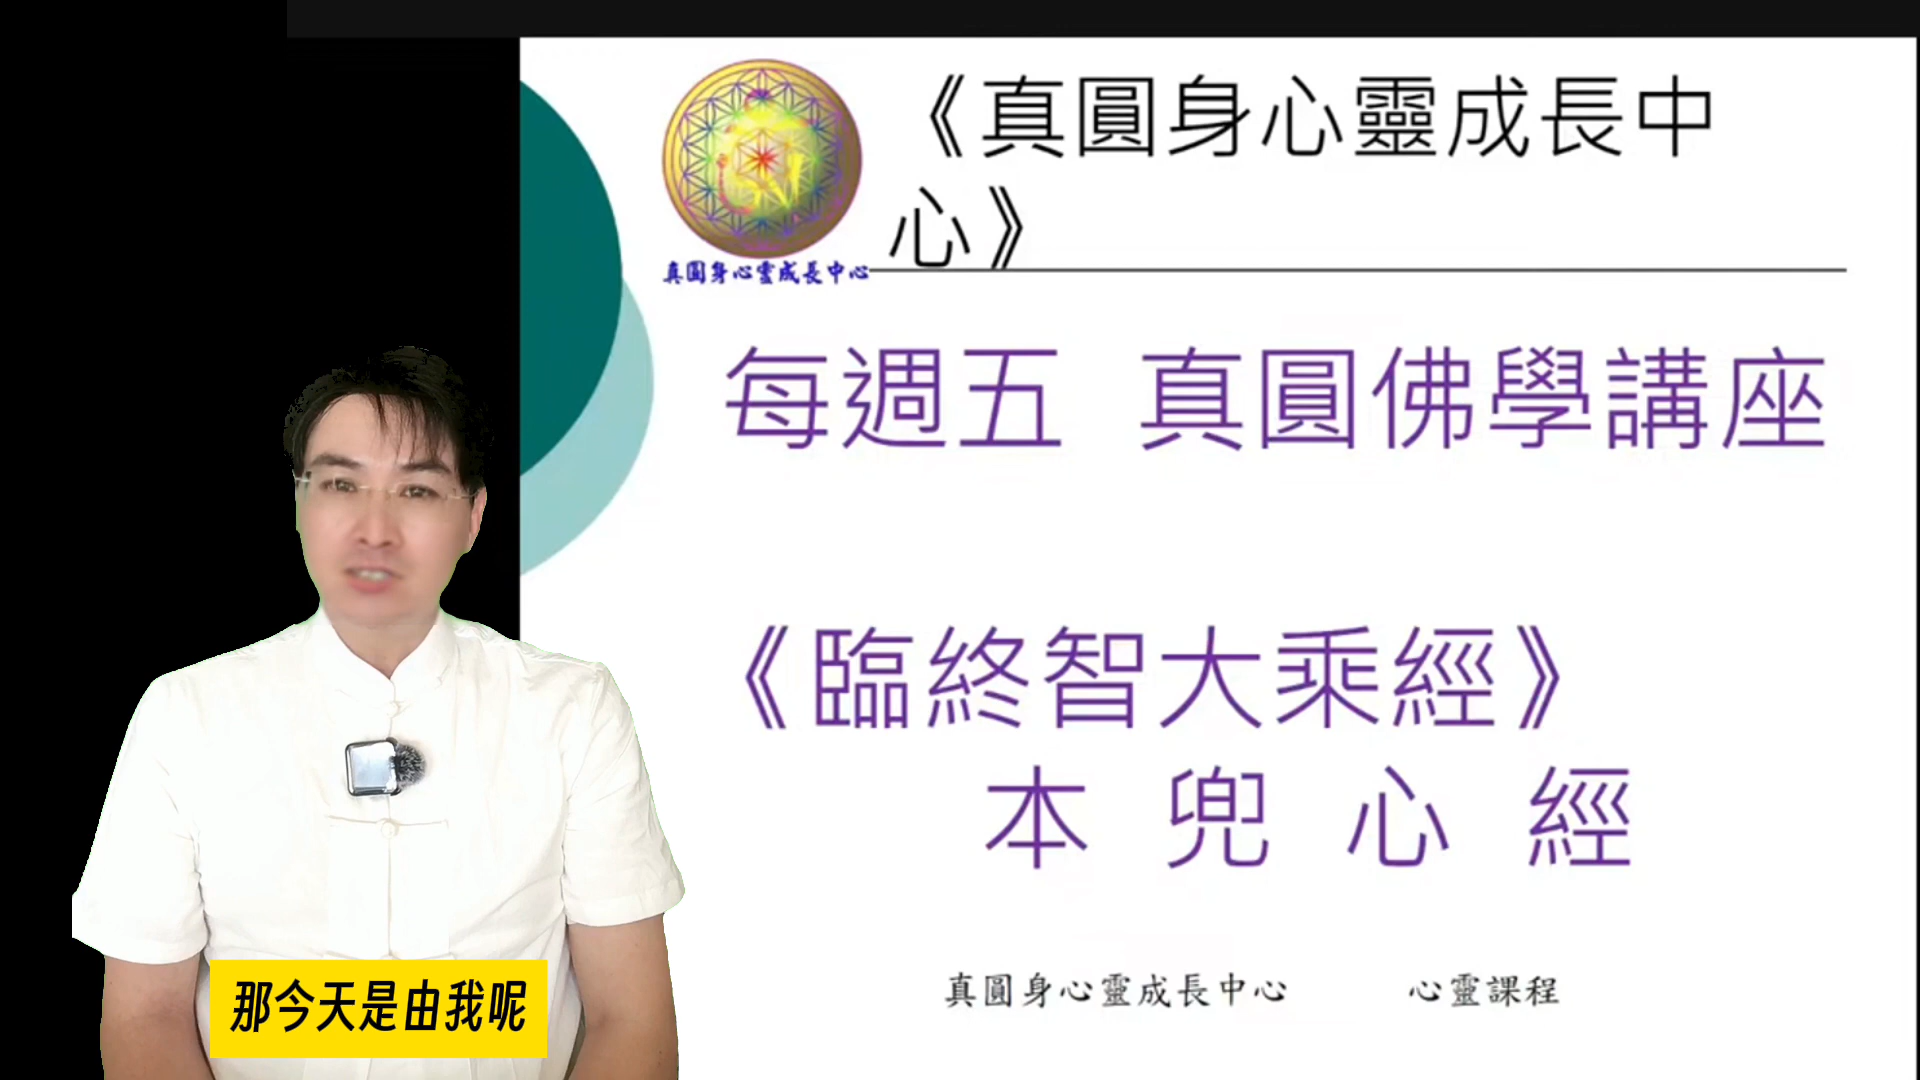 《真圓身心靈成長中
心》
真圓身心靈成長中心
每週五 真圓佛學講座
《臨終智大乘經》
本 兜 心 經
真圓身心靈成長中心 心靈課程
那今天是由我呢